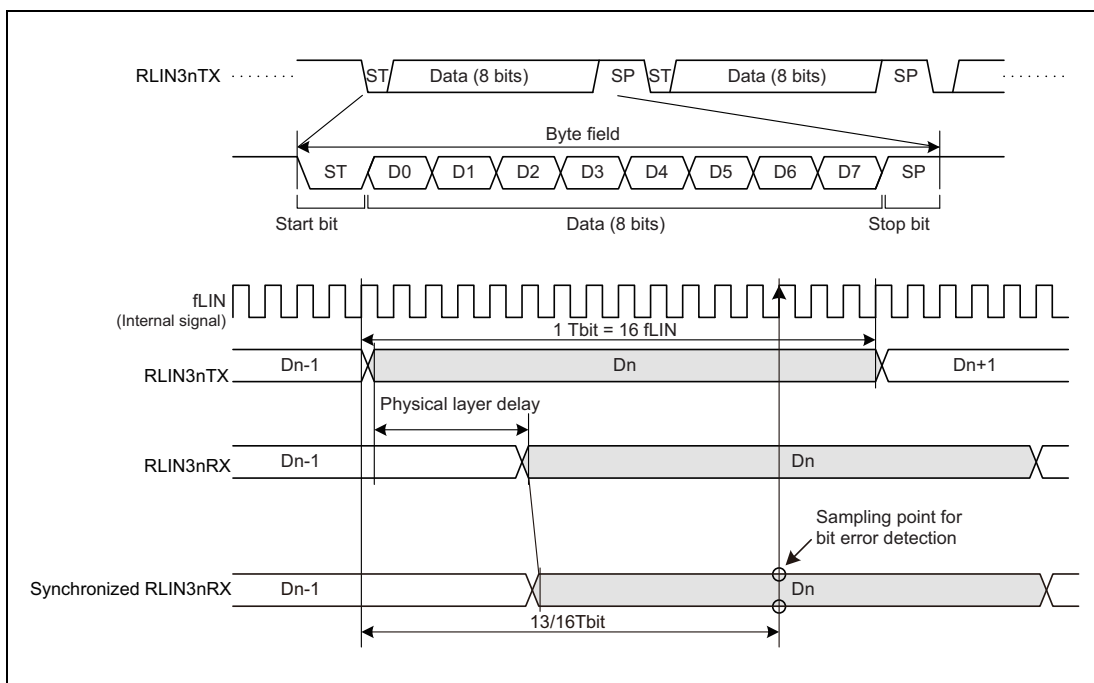 RLIN3nTX
ST
Data (8 bits)
SP
ST
Data (8 bits)
SP
Byte field
ST
D0
D1
D2
D3
D4
D5
D6
D7
SP
Start bit
Data (8 bits)
Stop bit
fLIN
(Internal signal)
1 Tbit = 16 fLIN
RLIN3nTX
Dn-1
Dn
Dn+1
Physical layer delay
RLIN3nRX
Dn-1
Dn
Sampling point for
bit error detection
Synchronized RLIN3nRX
Dn-1
Dn
13/16Tbit